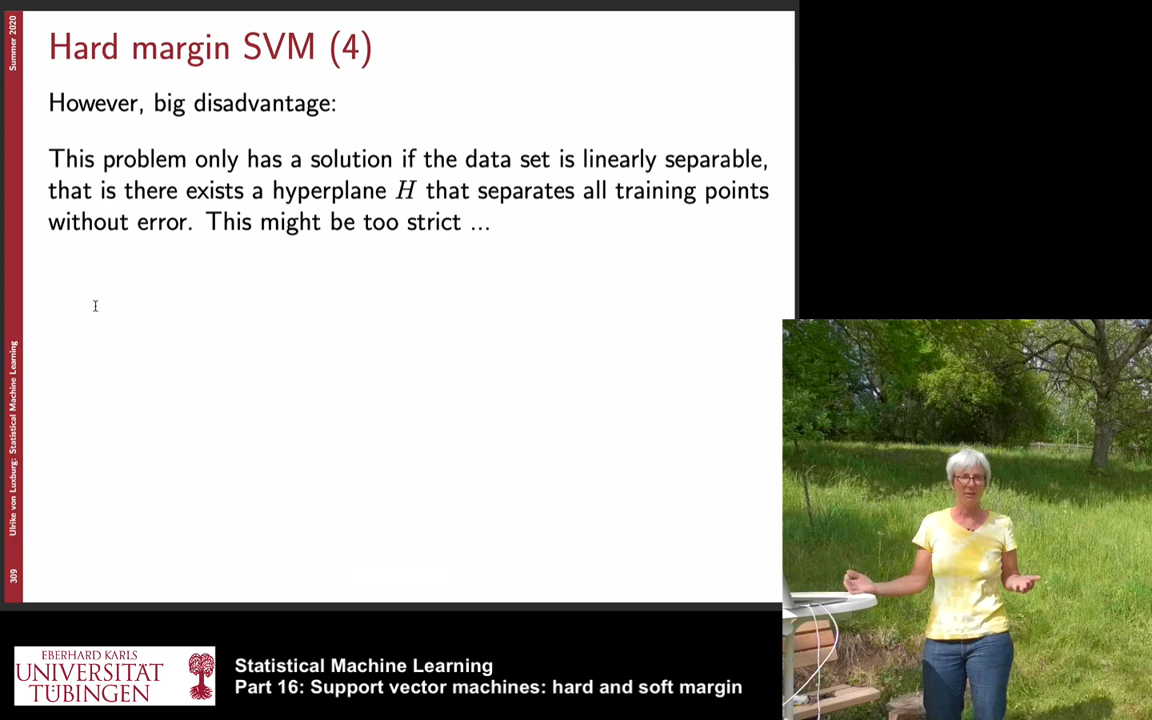 Summer 2020
Hard margin SVM (4)
However, big disadvantage:
This problem only has a solution if the data set is linearly separable,
that is there exists a hyperplane H that separates all training points
without error. This might be too strict ...
Ulrike von Luxburg: Statistical Machine Learning
309
EBERHARD KARLS
UNIVERSITÄT
TÜBINGEN
Statistical Machine Learning
Part 16: Support vector machines: hard and soft margin